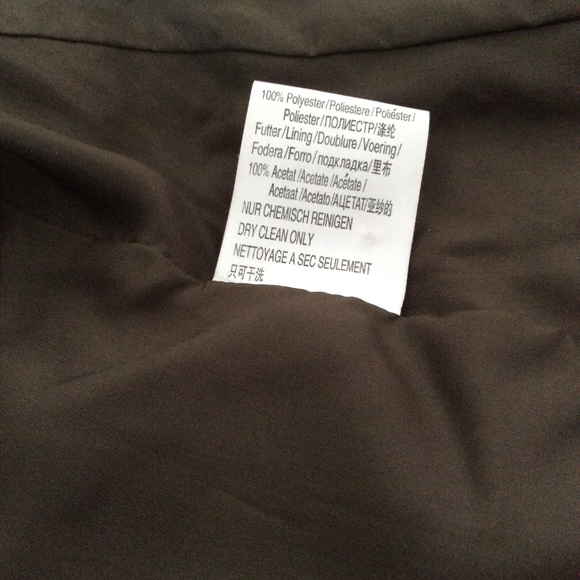 100% Polyester/Poliestere/Poliéster/
Poliester/ПОЛИЕСТР/涤纶
Futter/Lining/Doublure/Voering/
Fodera/Forro/подкладка/里布
100% Acetat/Acetate/Acétate/
Acetaat/Acetato/АЦЕТАТ/亚纱的
NUR CHEMISCH REINIGEN
DRY CLEAN ONLY
NETTOYAGE A SEC SEULEMENT
只可干洗